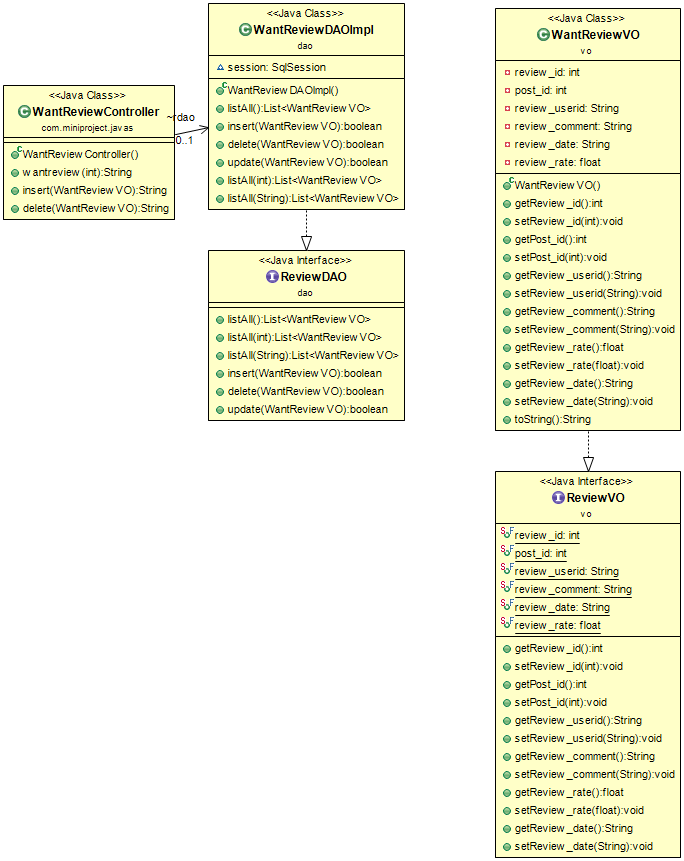 <<Java Class>>
WantReviewController
com.miniproject.javas
WantReviewController()
wantreview(int):String
insert(WantReviewVO):String
delete(WantReviewVO):String
~rdao
0..1
<<Java Class>>
WantReviewDAOImpl
dao
session: SqlSession
WantReviewDAOImpl()
listAll():List<WantReviewVO>
insert(WantReviewVO):boolean
delete(WantReviewVO):boolean
update(WantReviewVO):boolean
listAll(int):List<WantReviewVO>
listAll(String):List<WantReviewVO>
<<Java Interface>>
ReviewDAO
dao
listAll():List<WantReviewVO>
listAll(int):List<WantReviewVO>
listAll(String):List<WantReviewVO>
insert(WantReviewVO):boolean
delete(WantReviewVO):boolean
update(WantReviewVO):boolean
<<Java Class>>
WantReviewVO
vo
review_id: int
post_id: int
review_userid: String
review_comment: String
review_date: String
review_rate: float
WantReviewVO()
getReview_id():int
setReview_id(int):void
getPost_id():int
setPost_id(int):void
getReview_userid():String
setReview_userid(String):void
getReview_comment():String
setReview_comment(String):void
getReview_rate():float
setReview_rate(float):void
getReview_date():String
setReview_date(String):void
toString():String
<<Java Interface>>
ReviewVO
vo
review_id: int
post_id: int
review_userid: String
review_comment: String
review_date: String
review_rate: float
getReview_id():int
setReview_id(int):void
getPost_id():int
setPost_id(int):void
getReview_userid():String
setReview_userid(String):void
getReview_comment():String
setReview_comment(String):void
getReview_rate():float
setReview_rate(float):void
getReview_date():String
setReview_date(String):void